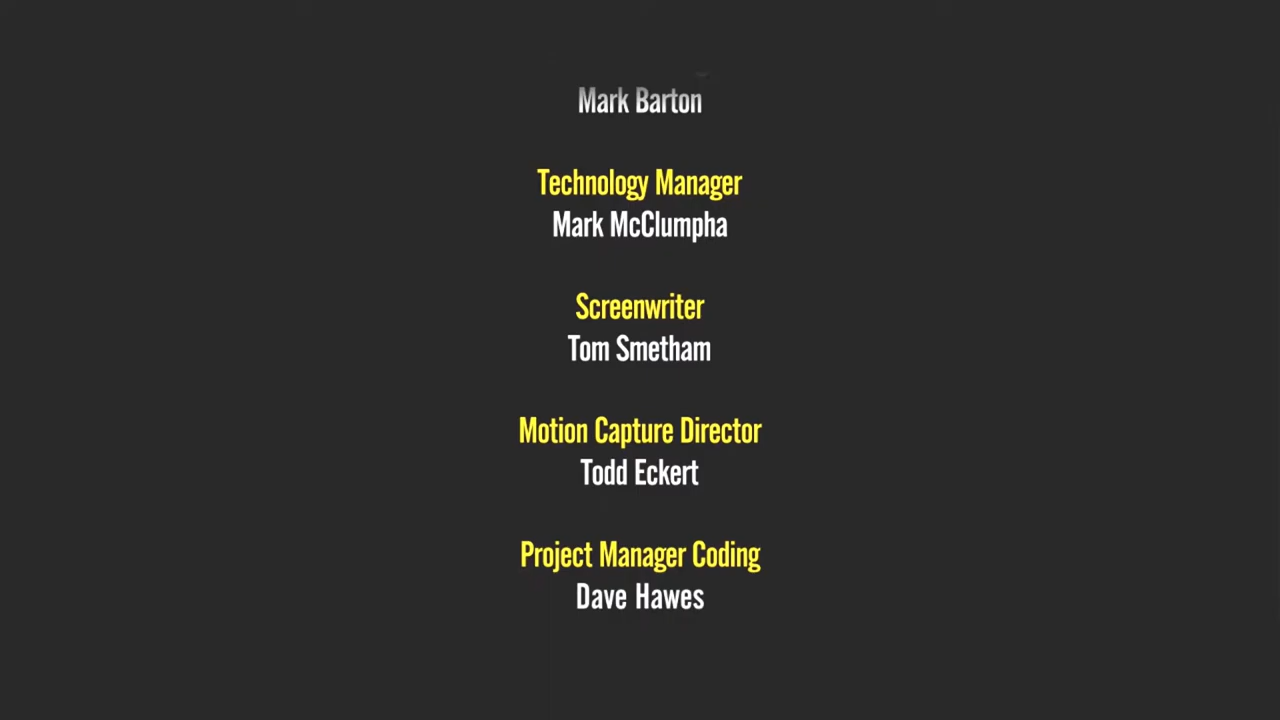 Mark Barton
Technology Manager
Mark McClumpha
Screenwriter
Tom Smetham
Motion Capture Director
Todd Eckert
Project Manager Coding
Dave Hawes